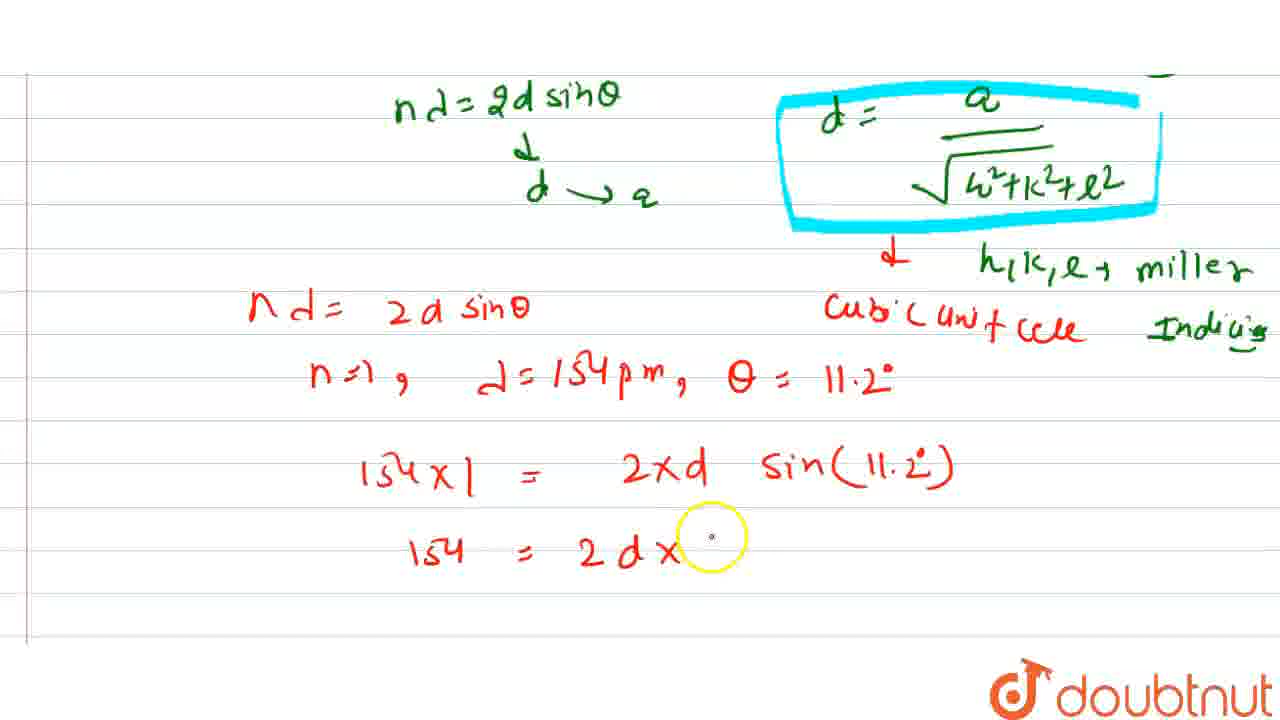 nλ = 2d sinθ
↓
d → a
d = a / √(h²+k²+l²)
↓
h, k, l → miller Indicies
Cubic unit cell
nλ = 2d sinθ
n=1, λ = 154 pm, θ = 11.2°
154 × 1 = 2×d sin(11.2°)
154 = 2d×
doubtnut